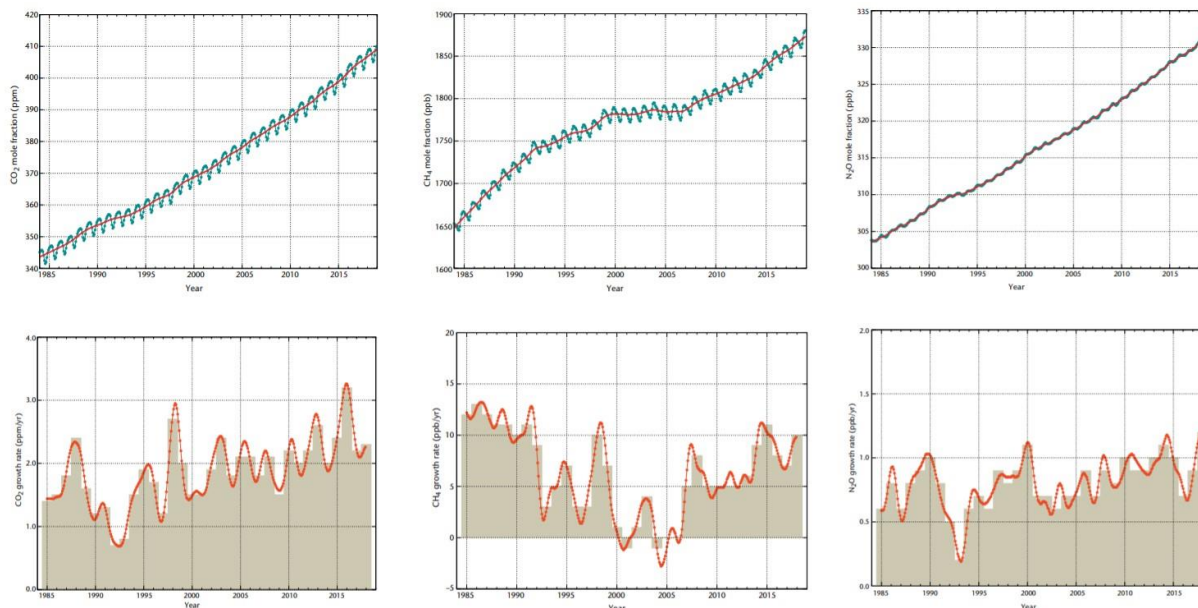 CO2 mole fraction (ppm)
420
410
400
390
380
370
360
350
340
1985 1990 1995 2000 2005 2010 2015
Year
CH4 mole fraction (ppb)
1900
1850
1800
1750
1700
1650
1600
1985 1990 1995 2000 2005 2010 2015
Year
N2O mole fraction (ppb)
335
330
325
320
315
310
305
300
1985 1990 1995 2000 2005 2010 2015
Year
CO2 growth rate (ppm/yr)
4.0
3.0
2.0
1.0
0.0
1985 1990 1995 2000 2005 2010 2015
Year
CH4 growth rate (ppb/yr)
20
15
10
5
0
-5
1985 1990 1995 2000 2005 2010 2015
Year
N2O growth rate (ppb/yr)
2.0
1.5
1.0
0.5
0.0
1985 1990 1995 2000 2005 2010 2015
Year